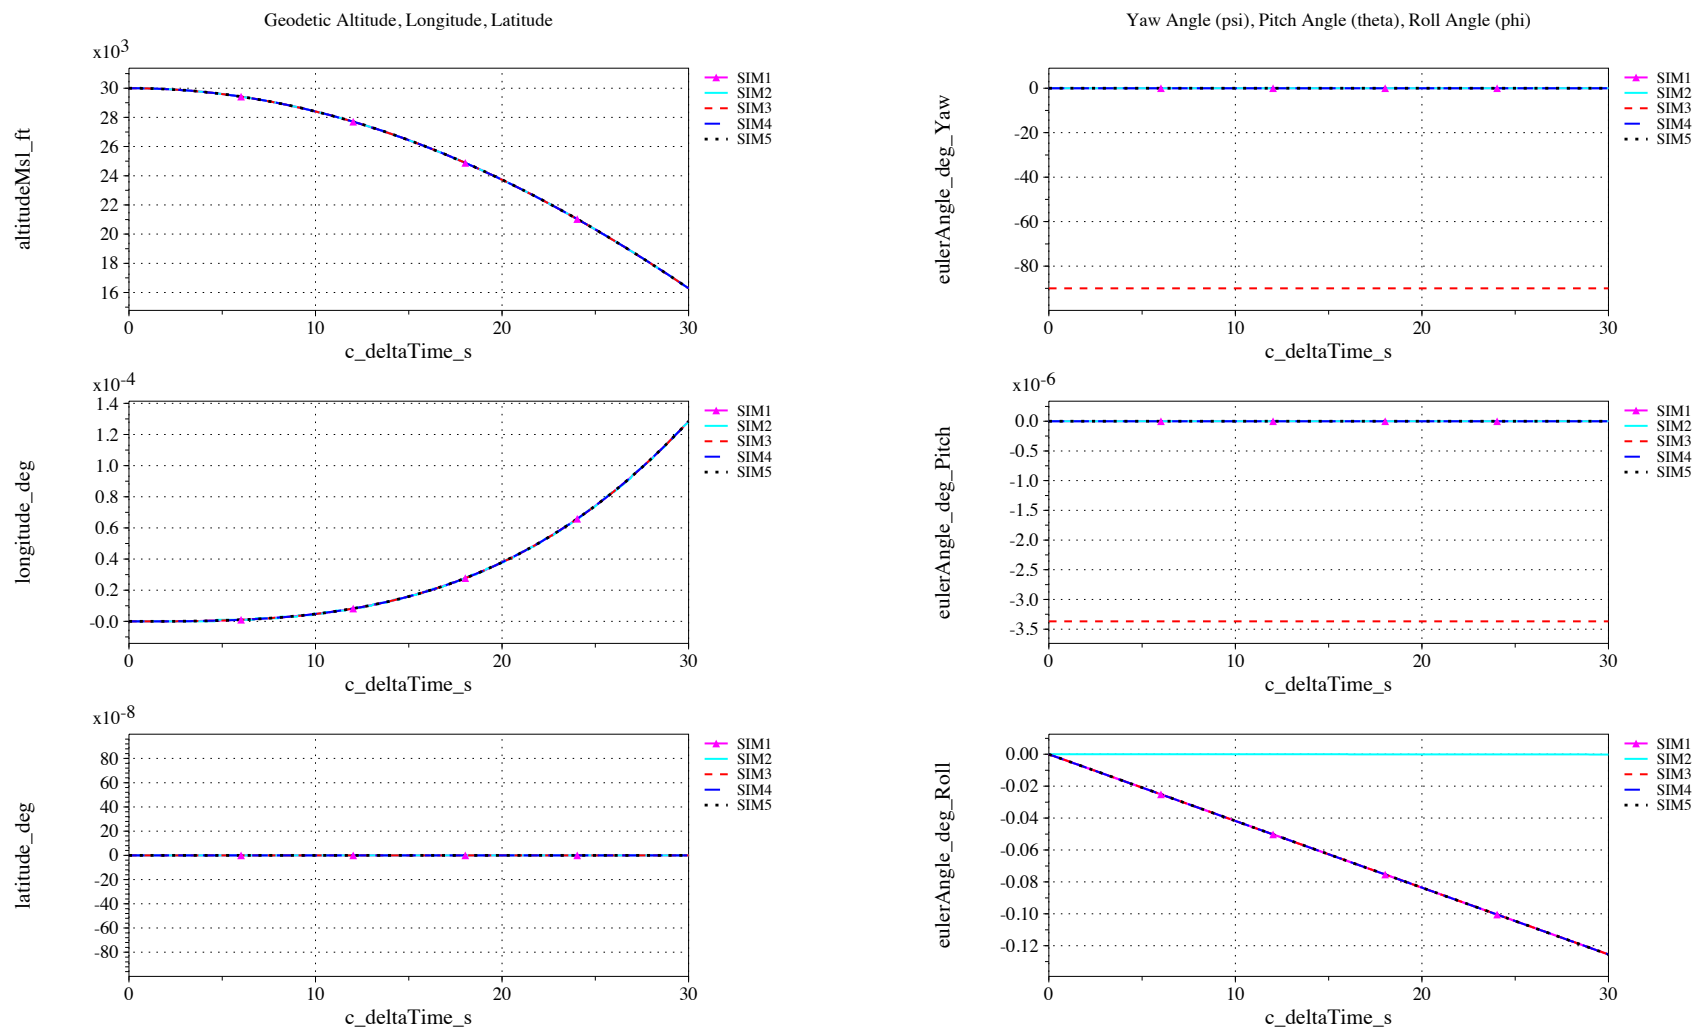 Geodetic Altitude, Longitude, Latitude
x10³
altitudeMsl_ft
30
28
26
24
22
20
18
16
0 10 20 30
c_deltaTime_s
SIM1
SIM2
SIM3
SIM4
SIM5
x10-4
longitude_deg
1.4
1.2
1.0
0.8
0.6
0.4
0.2
-0.0
0 10 20 30
c_deltaTime_s
SIM1
SIM2
SIM3
SIM4
SIM5
x10-8
latitude_deg
80
60
40
20
0
-20
-40
-60
-80
0 10 20 30
c_deltaTime_s
SIM1
SIM2
SIM3
SIM4
SIM5
Yaw Angle (psi), Pitch Angle (theta), Roll Angle (phi)
eulerAngle_deg_Yaw
0
-20
-40
-60
-80
0 10 20 30
c_deltaTime_s
SIM1
SIM2
SIM3
SIM4
SIM5
x10-6
eulerAngle_deg_Pitch
0.0
-0.5
-1.0
-1.5
-2.0
-2.5
-3.0
-3.5
0 10 20 30
c_deltaTime_s
SIM1
SIM2
SIM3
SIM4
SIM5
eulerAngle_deg_Roll
0.00
-0.02
-0.04
-0.06
-0.08
-0.10
-0.12
0 10 20 30
c_deltaTime_s
SIM1
SIM2
SIM3
SIM4
SIM5